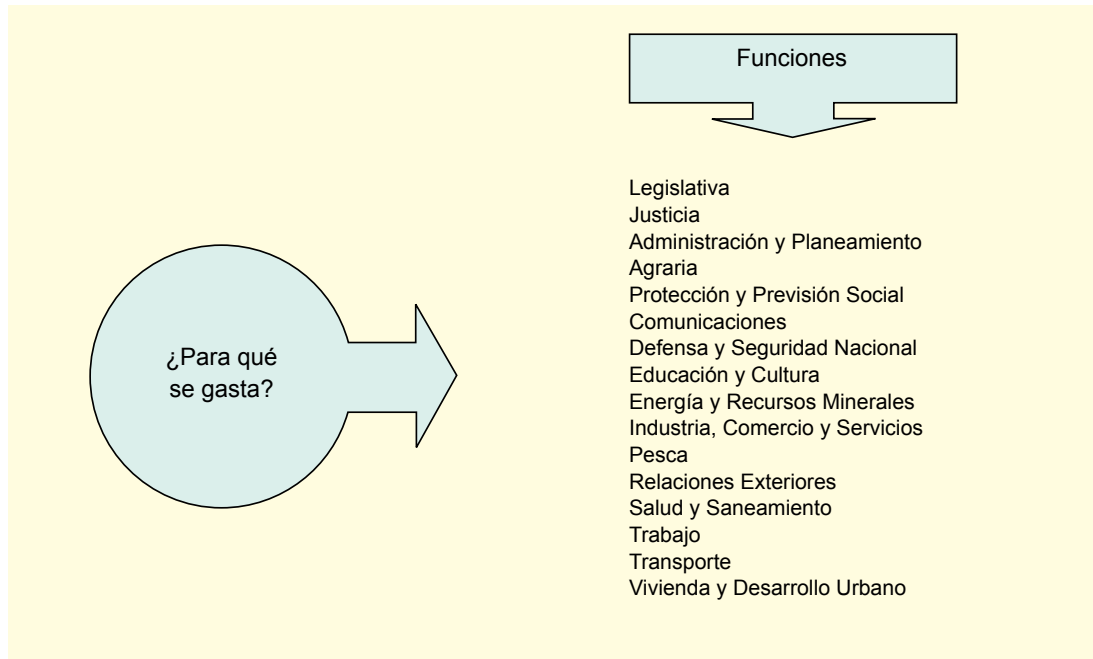 Funciones
Legislativa
Justicia
Administración y Planeamiento
Agraria
Protección y Previsión Social
Comunicaciones
Defensa y Seguridad Nacional
Educación y Cultura
Energía y Recursos Minerales
Industria, Comercio y Servicios
Pesca
Relaciones Exteriores
Salud y Saneamiento
Trabajo
Transporte
Vivienda y Desarrollo Urbano
¿Para qué
se gasta?